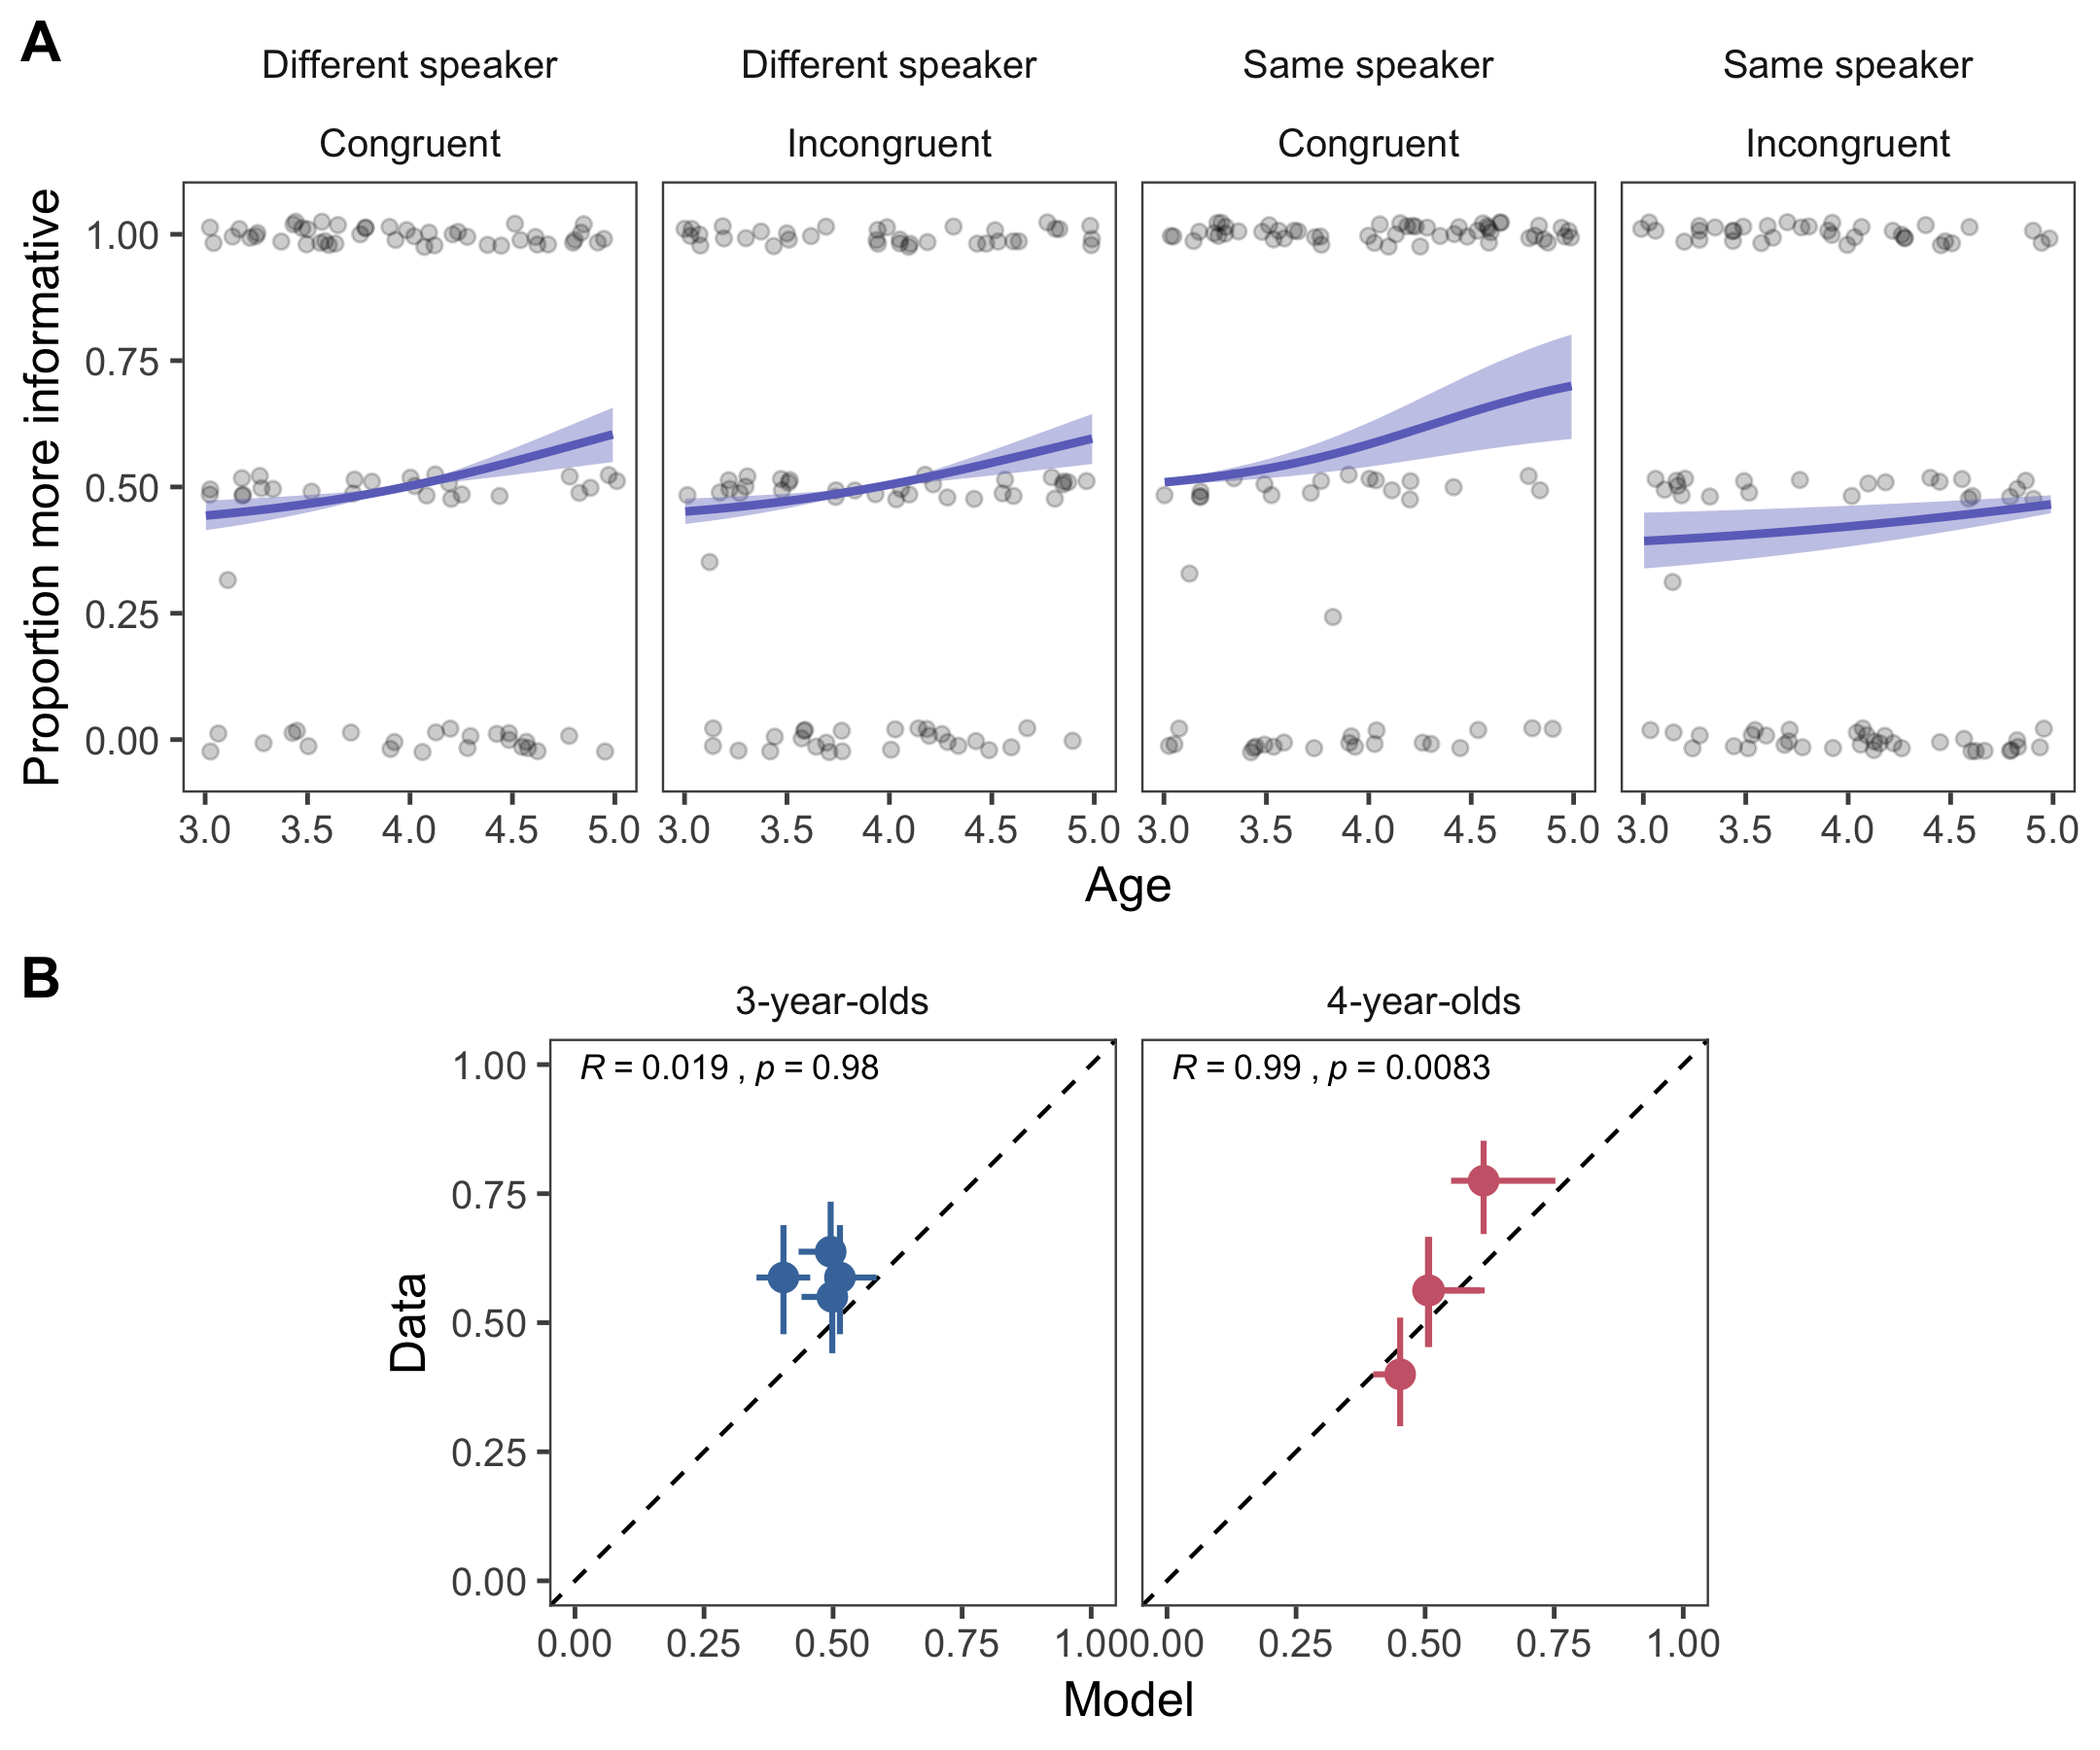 A
Different speaker Different speaker Same speaker Same speaker
Congruent Incongruent Congruent Incongruent
Proportion more informative
1.00
0.75
0.50
0.25
0.00
3.0 3.5 4.0 4.5 5.0 3.0 3.5 4.0 4.5 5.0 3.0 3.5 4.0 4.5 5.0 3.0 3.5 4.0 4.5 5.0
Age
B
3-year-olds 4-year-olds
R = 0.019 , p = 0.98 R = 0.99 , p = 0.0083
Data
1.00
0.75
0.50
0.25
0.00
0.00 0.25 0.50 0.75 1.00 0.00 0.25 0.50 0.75 1.00
Model